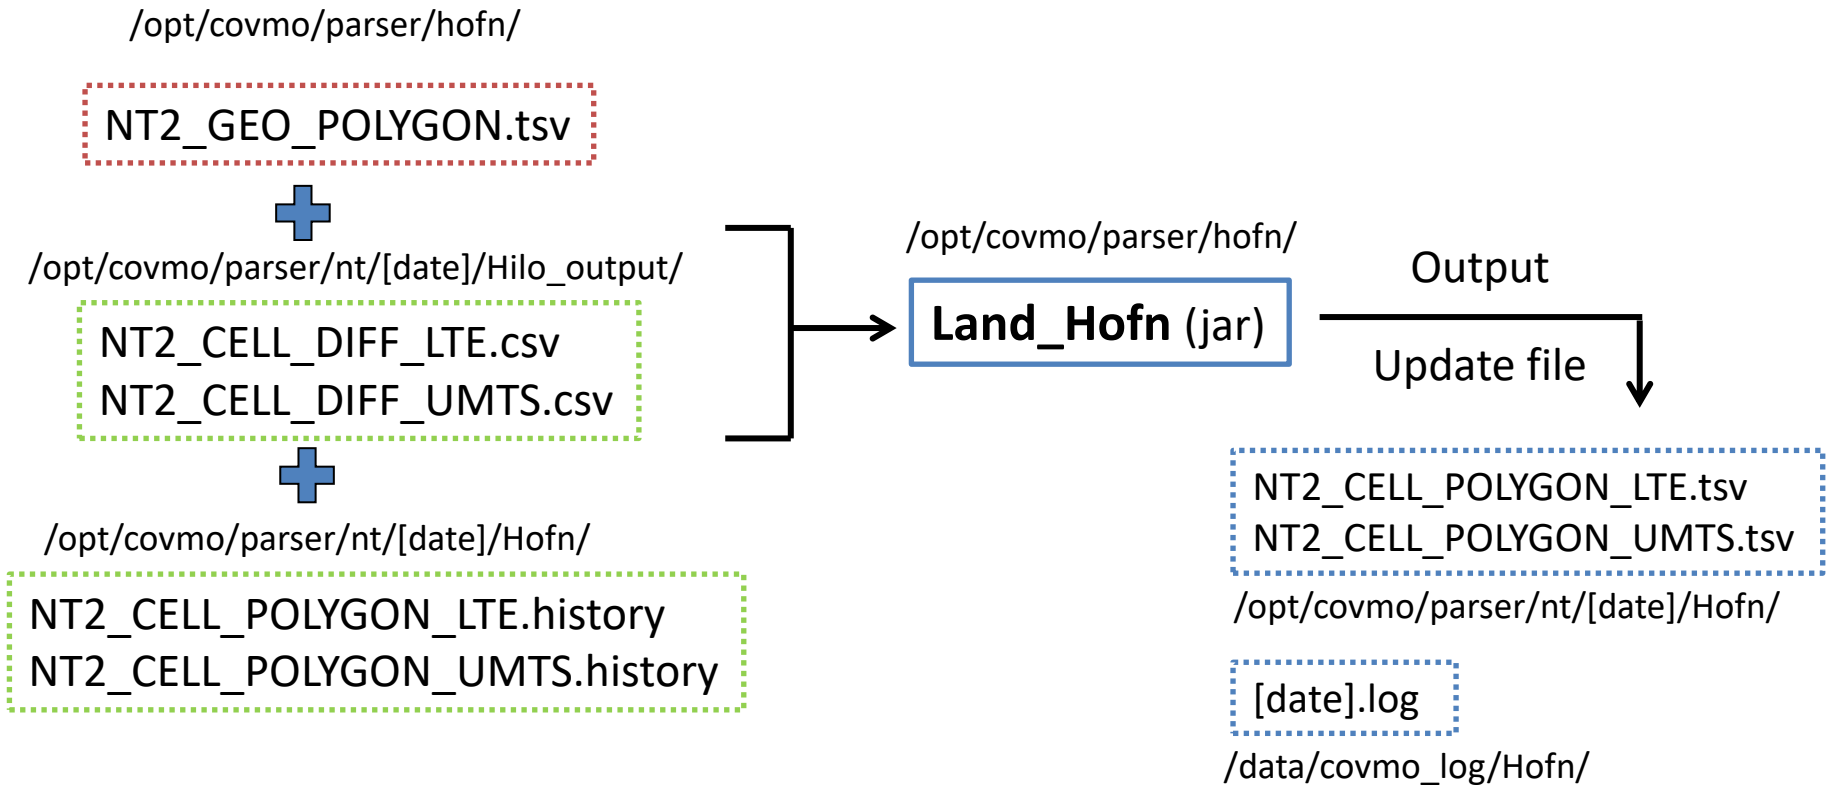 /opt/covmo/parser/hofn/
NT2_GEO_POLYGON.tsv
/opt/covmo/parser/nt/[date]/Hilo_output/
NT2_CELL_DIFF_LTE.csv
NT2_CELL_DIFF_UMTS.csv
/opt/covmo/parser/nt/[date]/Hofn/
NT2_CELL_POLYGON_LTE.history
NT2_CELL_POLYGON_UMTS.history
/opt/covmo/parser/hofn/
Land_Hofn (jar)
Output
Update file
NT2_CELL_POLYGON_LTE.tsv
NT2_CELL_POLYGON_UMTS.tsv
/opt/covmo/parser/nt/[date]/Hofn/
[date].log
/data/covmo_log/Hofn/